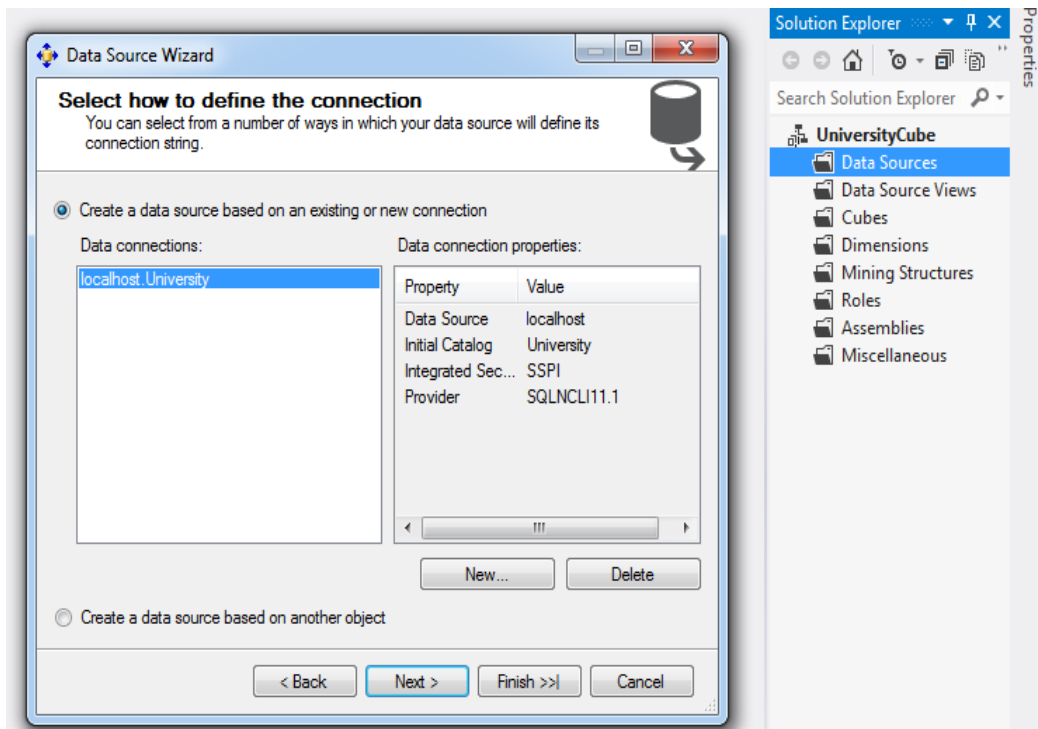 Data Source Wizard
Select how to define the connection
You can select from a number of ways in which your data source will define its
connection string.
Create a data source based on an existing or new connection
Data connections:
localhost.University
Data connection properties:
Property Value
Data Source localhost
Initial Catalog University
Integrated Sec... SSPI
Provider SQLNCLI11.1
New...
Delete
Create a data source based on another object
< Back
Next >
Finish >>|
Cancel
Solution Explorer
Search Solution Explorer
UniversityCube
Data Sources
Data Source Views
Cubes
Dimensions
Mining Structures
Roles
Assemblies
Miscellaneous
Properties